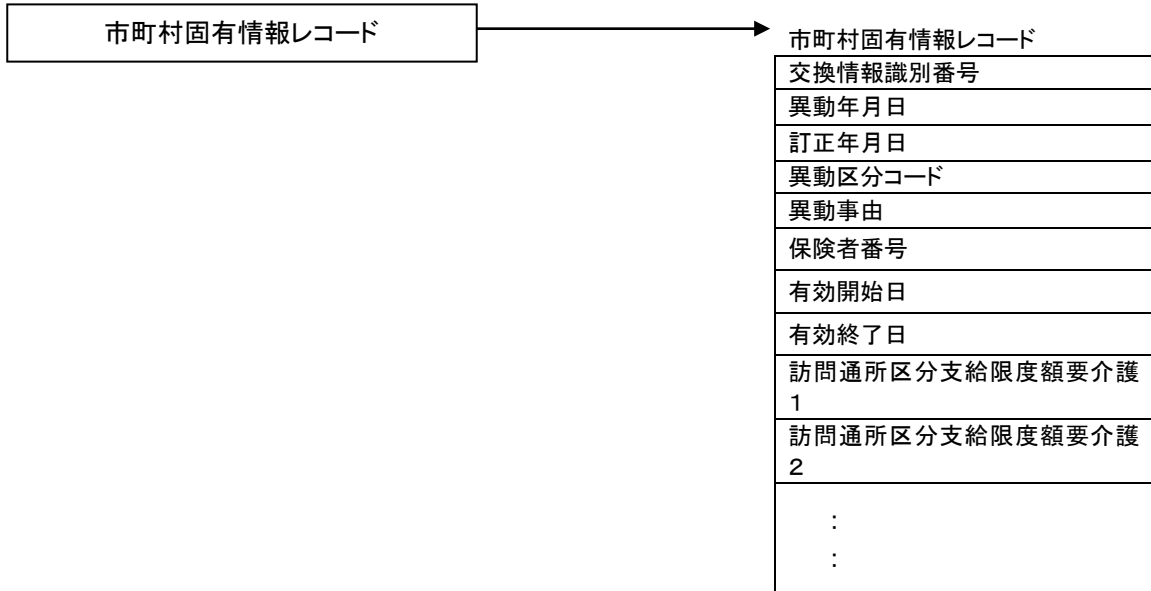 市町村固有情報レコード
市町村固有情報レコード
交換情報識別番号
異動年月日
訂正年月日
異動区分コード
異動事由
保険者番号
有効開始日
有効終了日
訪問通所区分支給限度額要介護
1
訪問通所区分支給限度額要介護
2
:
: